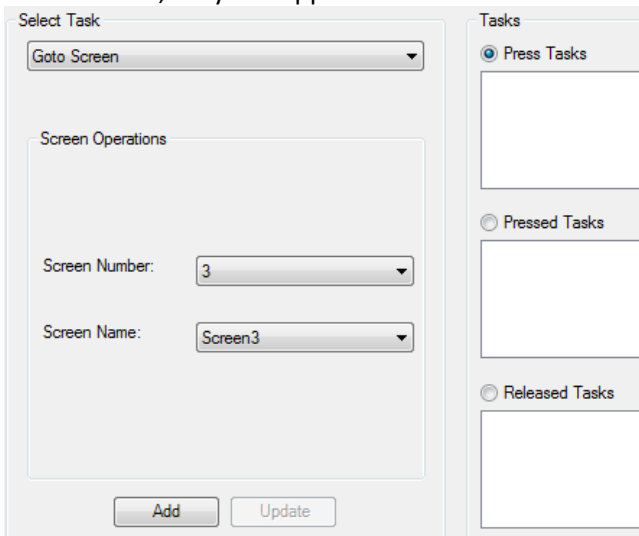 Select Task
Goto Screen
Screen Operations
Screen Number:
3
Screen Name:
Screen3
Add
Update
Tasks
Press Tasks
Pressed Tasks
Released Tasks